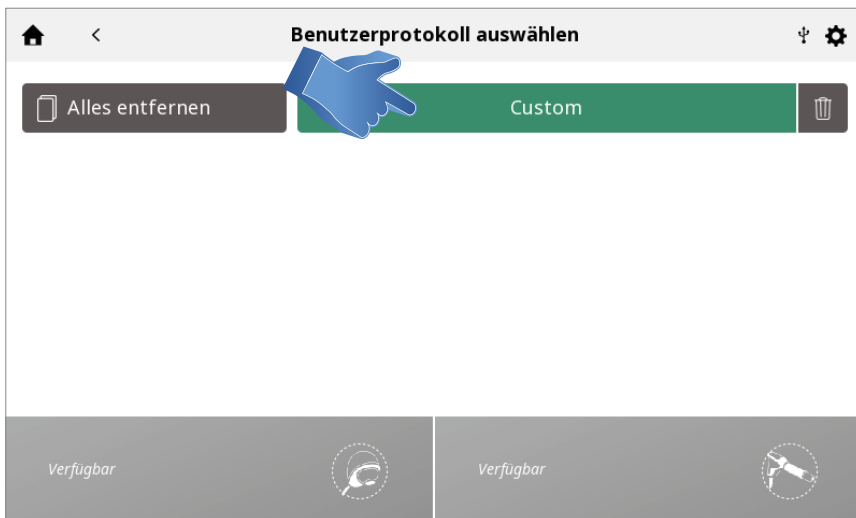 Benutzerprotokoll auswählen
Alles entfernen
Custom
Verfügbar
Verfügbar